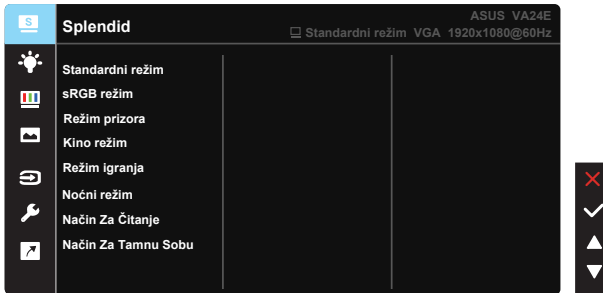 S
Splendid
ASUS VA24E
Standardni režim VGA 1920x1080@60Hz
Standardni režim
sRGB režim
Režim prizora
Kino režim
Režim igranja
Noćni režim
Način Za Čitanje
Način Za Tamnu Sobu